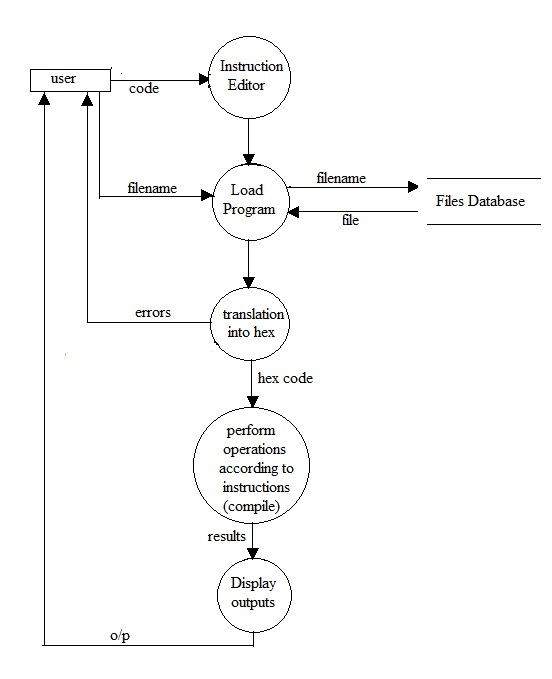 Instruction
Editor
user
code
filename
Load
Program
filename
file
Files Database
errors
translation
into hex
hex code
perform
operations
according to
instructions
(compile)
results
Display
outputs
o/p